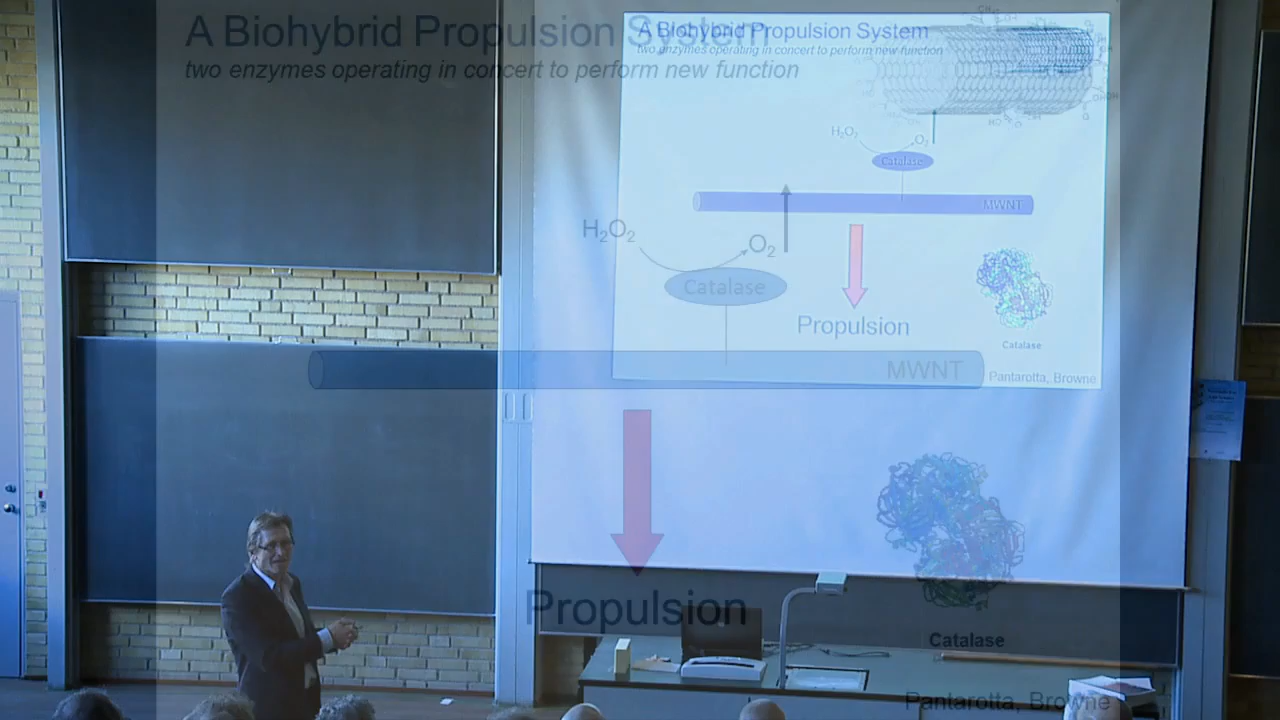 A Biohybrid Propulsion System
two enzymes operating in concert to perform new function
H₂O₂
O₂
Catalase
MWNT
Propulsion
Catalase
Pantarotta, Browne
A Biohybrid Propulsion System
two enzymes operating in concert to perform new function
H₂O₂
O₂
Catalase
MWNT
Propulsion
Catalase
Pantarotta, Browne